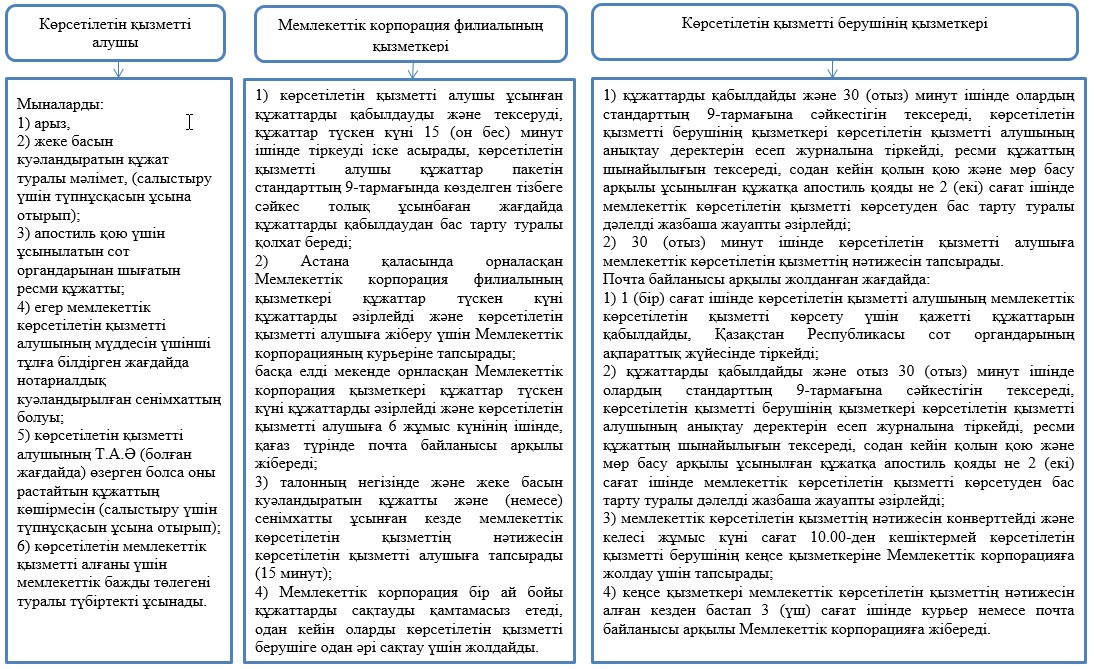 Көрсетілетін қызметті
алушы
Мыналарды:
1) арыз,
2) жеке басын
куәландыратын құжат
туралы мәлімет, (салыстыру
үшін түпнұсқасын ұсына
отырып);
3) апостиль қою үшін
ұсынылатын сот
органдарынан шығатын
ресми құжатты;
4) егер мемлекеттік
көрсетілетін қызметті
алушының мүддесін үшінші
тұлға білдірген жағдайда
нотариалдық
куәландырылған сенімхаттың
болуы;
5) көрсетілетін қызметті
алушының Т.А.Ә (болған
жағдайда) өзерген болса оны
растайтын құжаттың
көшірмесін (салыстыру үшін
түпнұсқасын ұсына отырып);
6) көрсетілетін мемлекеттік
қызметті алғаны үшін
мемлекеттік бажды төлегені
туралы түбіртекті ұсынады.
Мемлекеттік корпорация филиалының
қызметкері
1) көрсетілетін қызметті алушы ұсынған
құжаттарды қабылдауды және тексеруді,
құжаттар түскен күні 15 (он бес) минут
ішінде тіркеуді іске асырады, көрсетілетін
қызметті алушы құжаттар пакетін
стандарттың 9-тармағында көзделген тізбеге
сәйкес толық ұсынбаған жағдайда
құжаттарды қабылдаудан бас тарту туралы
қолхат береді;
2) Астана қаласында орналасқан
Мемлекеттік корпорация филиалының
қызметкері құжаттар түскен күні
құжаттарды әзірлейді және көрсетілетін
қызметті алушыға жіберу үшін Мемлекеттік
корпорацияның курьеріне тапсырады;
басқа елді мекенде орнласқан Мемлекеттік
корпорация қызметкері құжаттар түскен
күні құжаттарды әзірлейді және көрсетілетін
қызметті алушыға 6 жұмыс күнінің ішінде,
қағаз түрінде почта байланысы арқылы
жібереді;
3) талонның негізінде және жеке басын
куәландыратын құжатты және (немесе)
сенімхатты ұсынған кезде мемлекеттік
көрсетілетін қызметтің нәтижесін
көрсетілетін қызметті алушыға тапсырады
(15 минут);
4) Мемлекеттік корпорация бір ай бойы
құжаттарды сақтауды қамтамасыз етеді,
одан кейін оларды көрсетілетін қызметті
берушіге одан әрі сақтау үшін жолдайды.
Көрсетілетін қызметті берушінің қызметкері
1) құжаттарды қабылдайды және 30 (отыз) минут ішінде олардың
стандарттың 9-тармағына сәйкестігін тексереді, көрсетілетін
қызметті берушінің қызметкері көрсетілетін қызметті алушының
анықтау деректерін есеп журналына тіркейді, ресми құжаттың
шынайылығын тексереді, содан кейін қолын қою және мөр басу
арқылы ұсынылған құжатқа апостиль қояды не 2 (екі) сағат ішінде
мемлекеттік көрсетілетін қызметті көрсетуден бас тарту туралы
дәлелді жазбаша жауапты әзірлейді;
2) 30 (отыз) минут ішінде көрсетілетін қызметті алушыға
мемлекеттік көрсетілетін қызметтің нәтижесін тапсырады.
Почта байланысы арқылы жолданған жағдайда:
1) 1 (бір) сағат ішінде көрсетілетін қызметті алушының мемлекеттік
көрсетілетін қызметті көрсету үшін қажетті құжаттарын
қабылдайды, Қазақстан Республикасы сот органдарының
ақпараттық жүйесінде тіркейді;
2) құжаттарды қабылдайды және отыз 30 (отыз) минут ішінде
олардың стандарттың 9-тармағына сәйкестігін тексереді,
көрсетілетін қызметті берушінің қызметкері көрсетілетін қызметті
алушының анықтау деректерін есеп журналына тіркейді, ресми
құжаттың шынайылығын тексереді, содан кейін қолын қою және
мөр басу арқылы ұсынылған құжатқа апостиль қояды не 2 (екі)
сағат ішінде мемлекеттік көрсетілетін қызметті көрсетуден бас
тарту туралы дәлелді жазбаша жауапты әзірлейді;
3) мемлекеттік көрсетілетін қызметтің нәтижесін конверттейді және
келесі жұмыс күні сағат 10.00-ден кешіктермей көрсетілетін
қызметті берушінің кеңсе қызметкеріне Мемлекеттік корпорацияға
жолдау үшін тапсырады;
4) кеңсе қызметкері мемлекеттік көрсетілетін қызметтің нәтижесін
алған кезден бастап 3 (үш) сағат ішінде курьер немесе почта
байланысы арқылы Мемлекеттік корпорацияға жібереді.